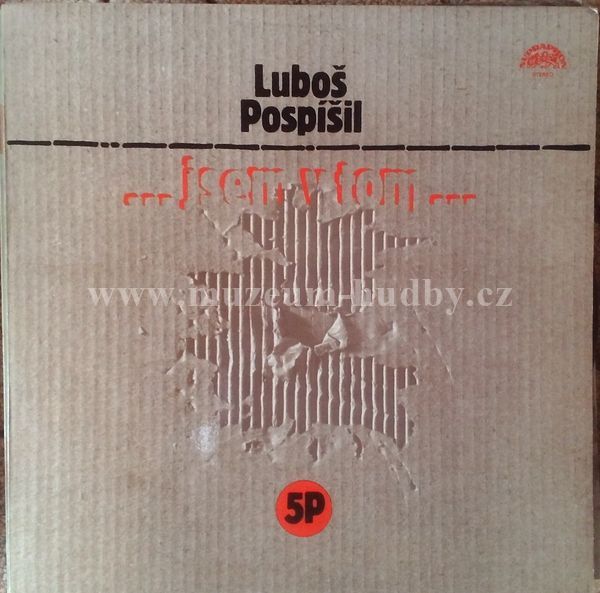 Luboš
Pospíšil
SUPRAPHON
STEREO
... jsem v tom ...
www.muzeum-hudby.cz
5P